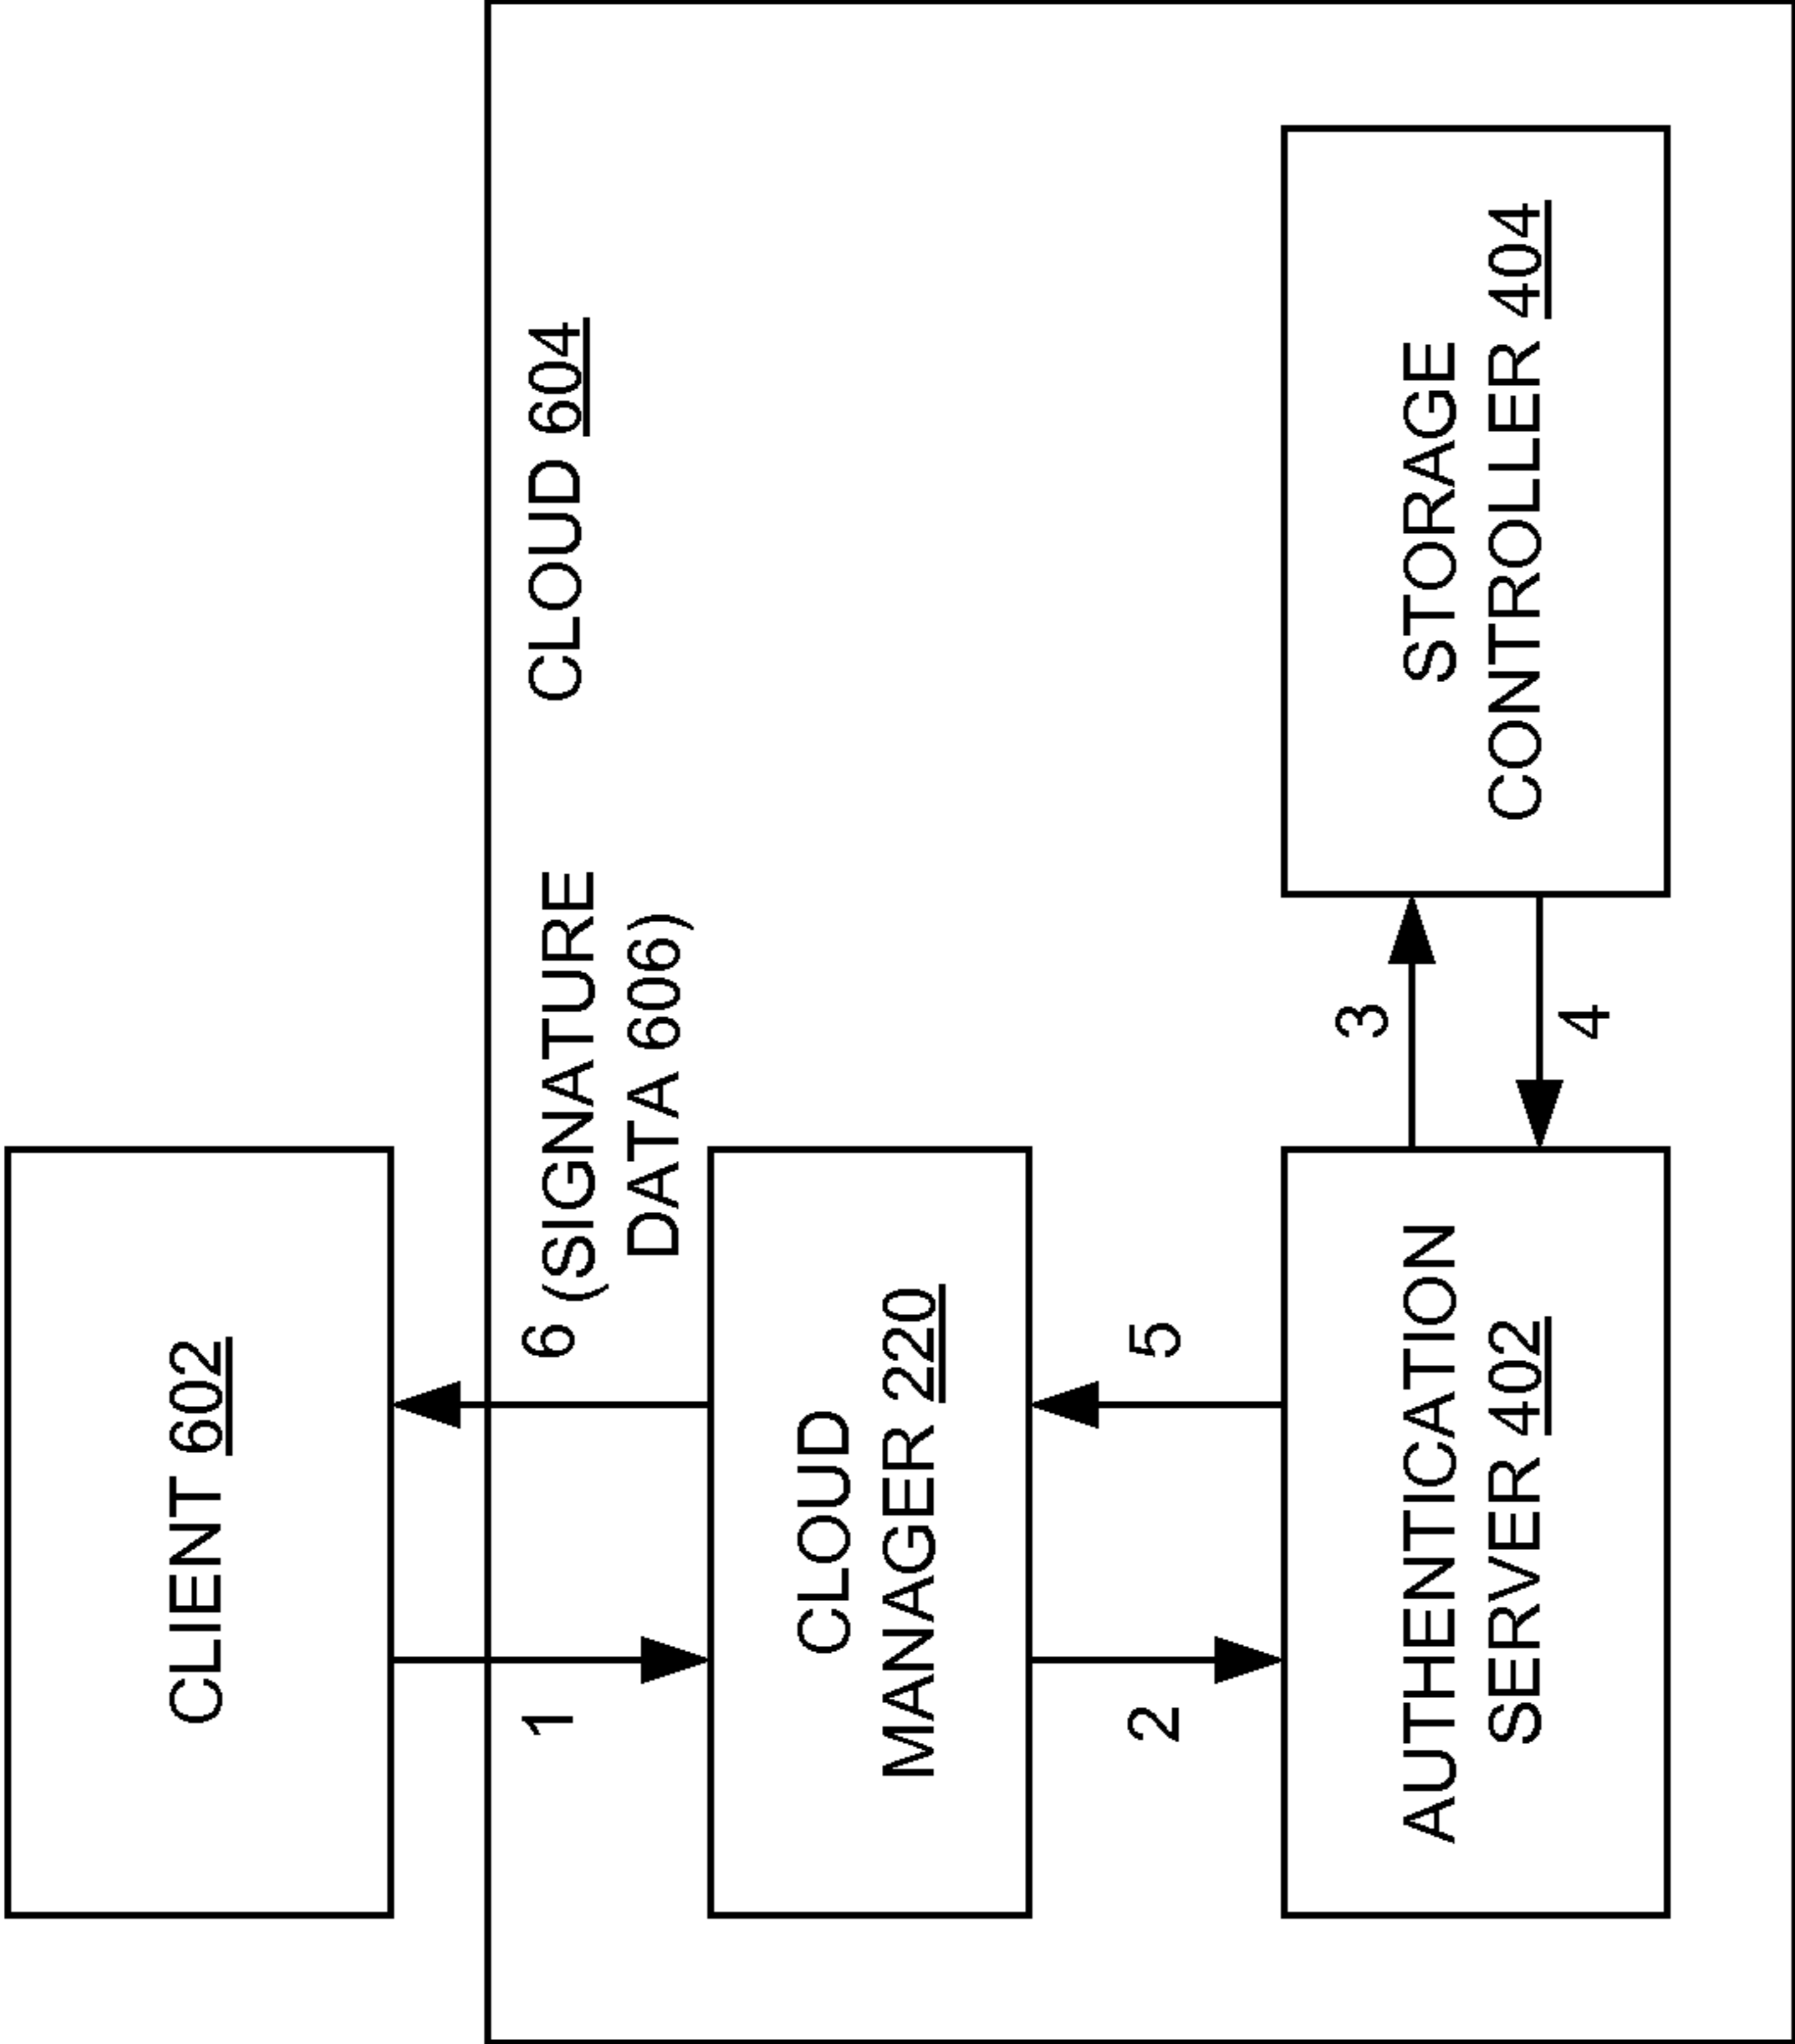 CLIENT 602
1
6 (SIGNATURE
DATA 606)
CLOUD 604
CLOUD
MANAGER 220
2
5
AUTHENTICATION
SERVER 402
3
4
STORAGE
CONTROLLER 404